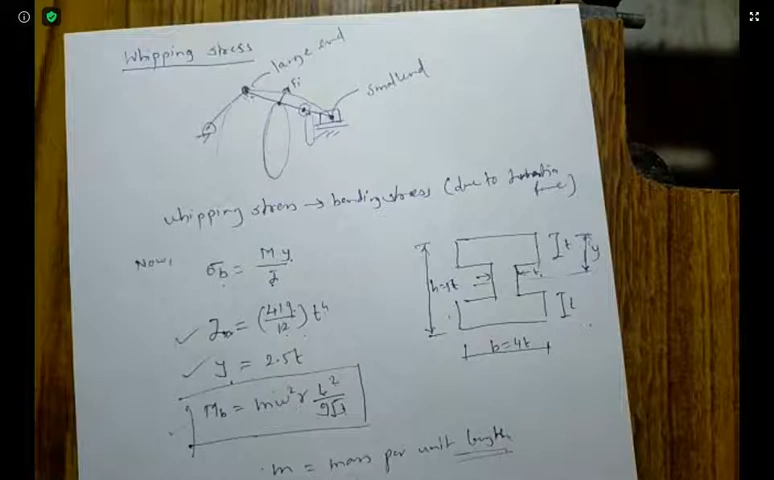 Whipping stress
large end
Fi
small end
Whipping stress → bending stress (due to Inertia force)
Now,
σb = My/I
t
y
h=5t
t
t
Ixx = (419/12) t⁴
y = 2.5t
b=4t
Mb = mω²r L²/9√3
m = mass per unit length